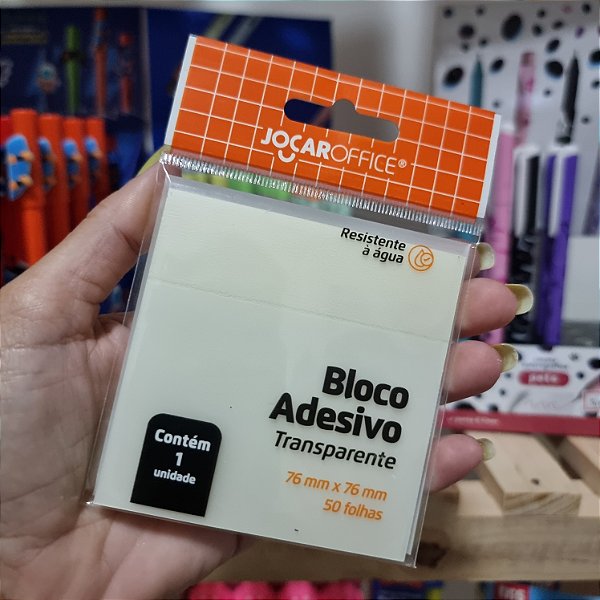 JOCAROFFICE®
Resistente
à água
Bloco
Adesivo
Transparente
76 mm x 76 mm
50 folhas
Contém
1
unidade